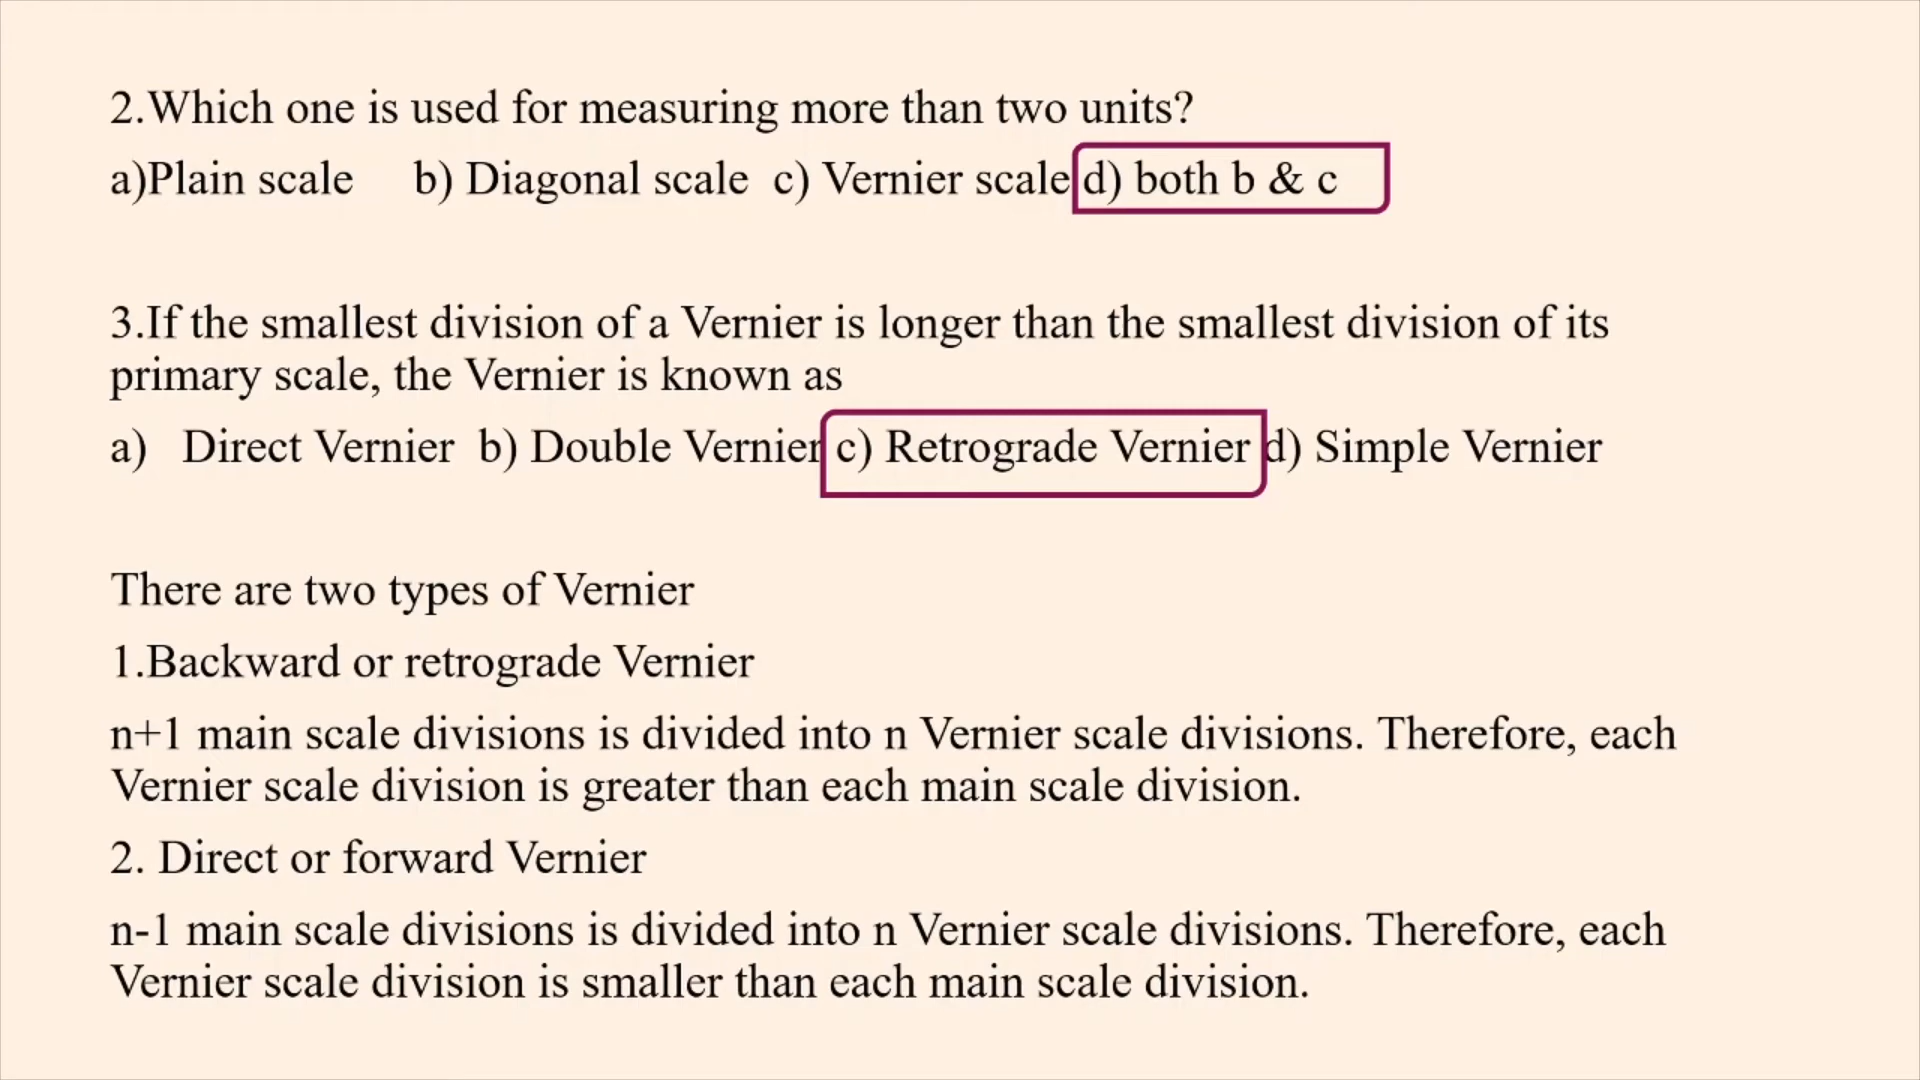 2.Which one is used for measuring more than two units?
a)Plain scale b) Diagonal scale c) Vernier scale d) both b & c
3.If the smallest division of a Vernier is longer than the smallest division of its
primary scale, the Vernier is known as
a) Direct Vernier b) Double Vernier c) Retrograde Vernier d) Simple Vernier
There are two types of Vernier
1.Backward or retrograde Vernier
n+1 main scale divisions is divided into n Vernier scale divisions. Therefore, each
Vernier scale division is greater than each main scale division.
2. Direct or forward Vernier
n-1 main scale divisions is divided into n Vernier scale divisions. Therefore, each
Vernier scale division is smaller than each main scale division.